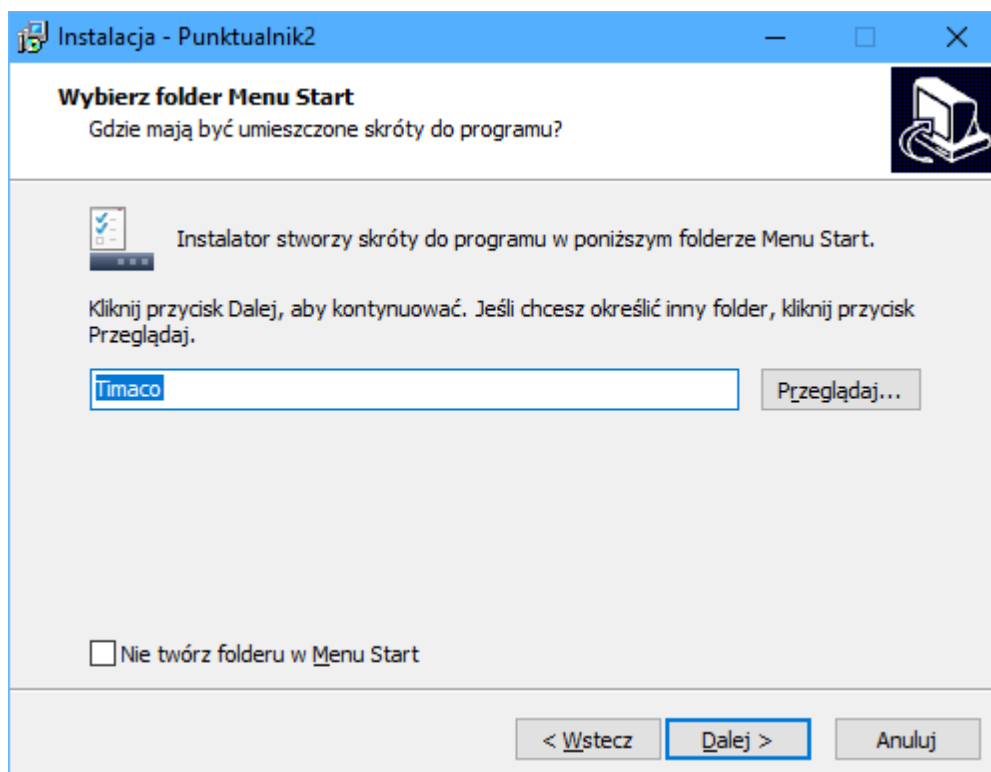 Instalacja - Punktualnik2
Wybierz folder Menu Start
Gdzie mają być umieszczone skróty do programu?
Instalator stworzy skróty do programu w poniższym folderze Menu Start.
Kliknij przycisk Dalej, aby kontynuować. Jeśli chcesz określić inny folder, kliknij przycisk
Przeglądaj.
Timaco
Przeglądaj...
Nie twórz folderu w Menu Start
< Wstecz
Dalej >
Anuluj